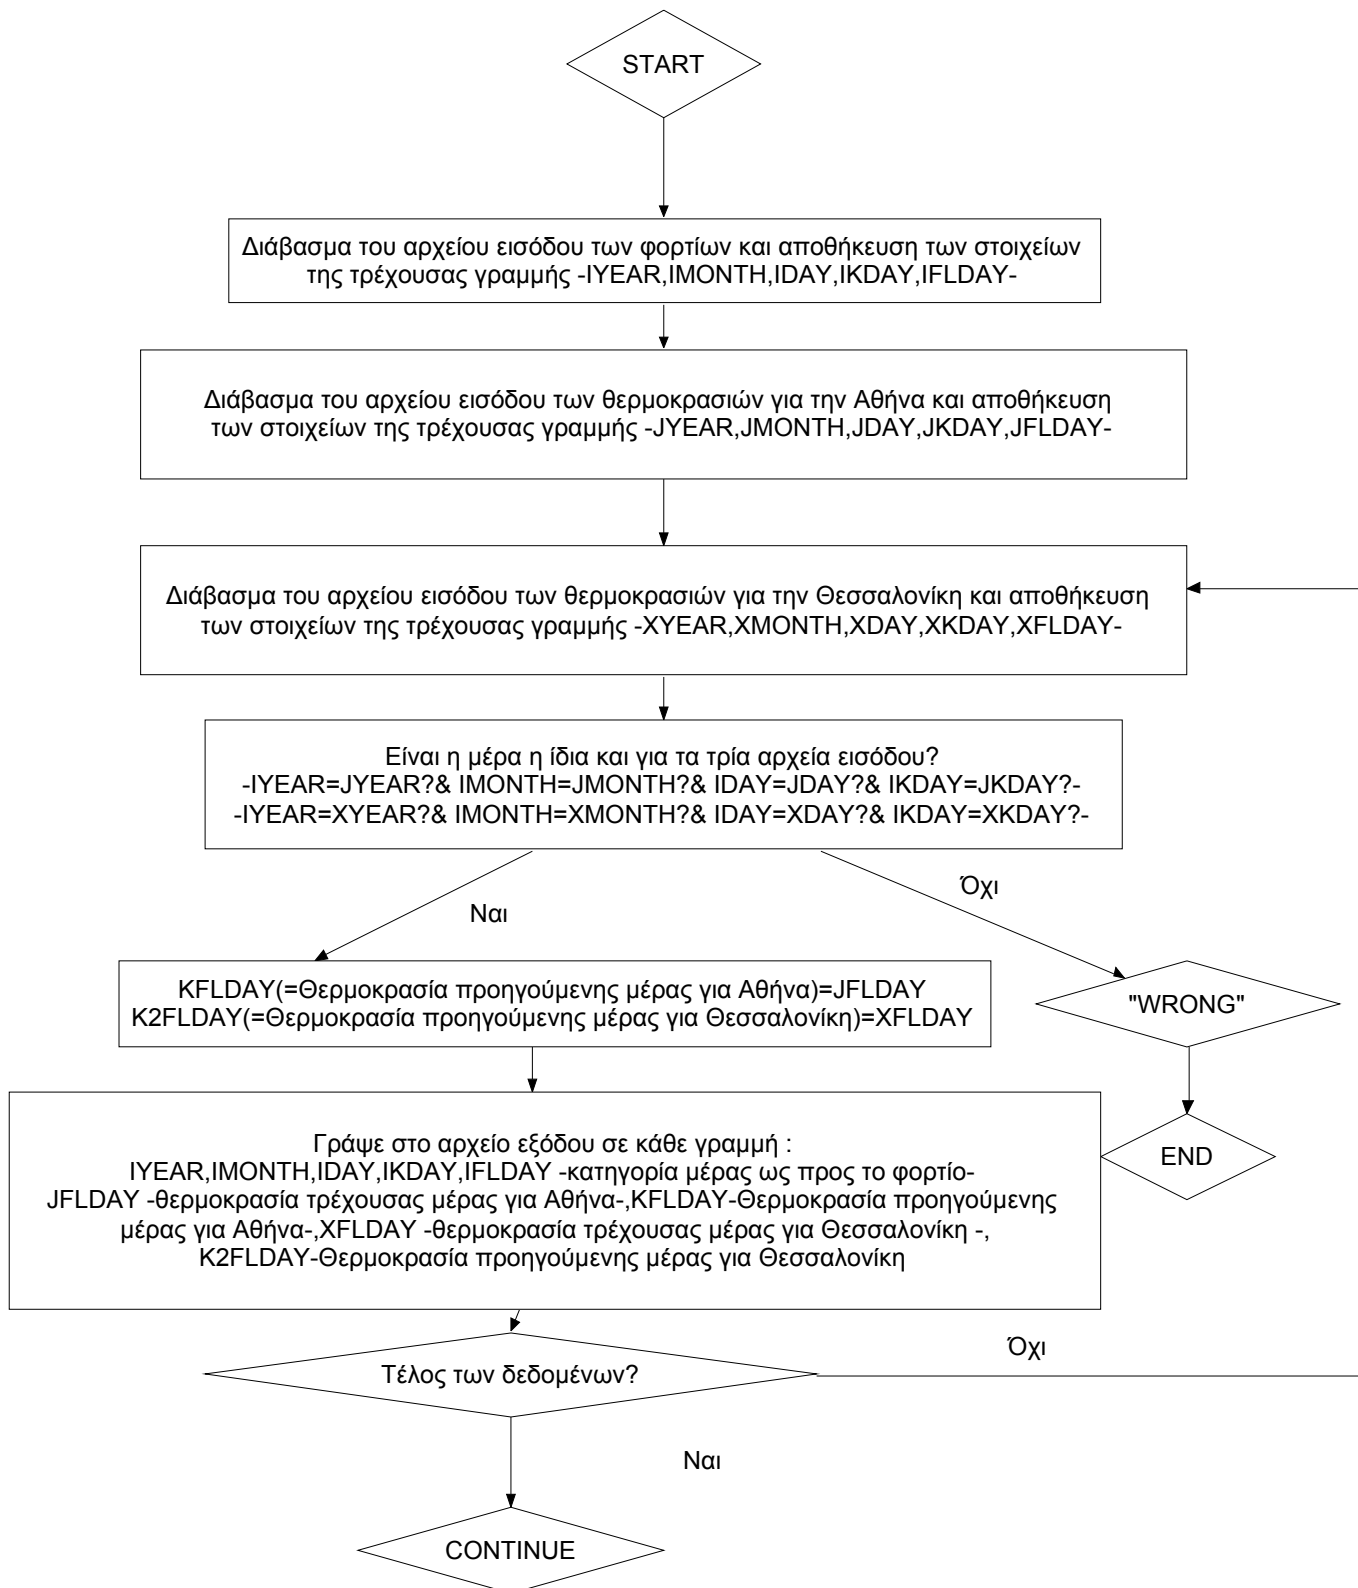 START
Διάβασμα του αρχείου εισόδου των φορτίων και αποθήκευση των στοιχείων
της τρέχουσας γραμμής -IYEAR,IMONTH,IDAY,IKDAY,IFLDAY-
Διάβασμα του αρχείου εισόδου των θερμοκρασιών για την Αθήνα και αποθήκευση
των στοιχείων της τρέχουσας γραμμής -JYEAR,JMONTH,JDAY,JKDAY,JFLDAY-
Διάβασμα του αρχείου εισόδου των θερμοκρασιών για την Θεσσαλονίκη και αποθήκευση
των στοιχείων της τρέχουσας γραμμής -XYEAR,XMONTH,XDAY,XKDAY,XFLDAY-
Είναι η μέρα η ίδια και για τα τρία αρχεία εισόδου?
-IYEAR=JYEAR?& IMONTH=JMONTH?& IDAY=JDAY?& IKDAY=JKDAY?-
-IYEAR=XYEAR?& IMONTH=XMONTH?& IDAY=XDAY?& IKDAY=XKDAY?-
Όχι
Ναι
KFLDAY(=Θερμοκρασία προηγούμενης μέρας για Αθήνα)=JFLDAY
K2FLDAY(=Θερμοκρασία προηγούμενης μέρας για Θεσσαλονίκη)=XFLDAY
"WRONG"
END
Γράψε στο αρχείο εξόδου σε κάθε γραμμή :
IYEAR,IMONTH,IDAY,IKDAY,IFLDAY -κατηγορία μέρας ως προς το φορτίο-
JFLDAY -θερμοκρασία τρέχουσας μέρας για Αθήνα-,KFLDAY-Θερμοκρασία προηγούμενης
μέρας για Αθήνα-,XFLDAY -θερμοκρασία τρέχουσας μέρας για Θεσσαλονίκη -,
K2FLDAY-Θερμοκρασία προηγούμενης μέρας για Θεσσαλονίκη
Όχι
Τέλος των δεδομένων?
Ναι
CONTINUE